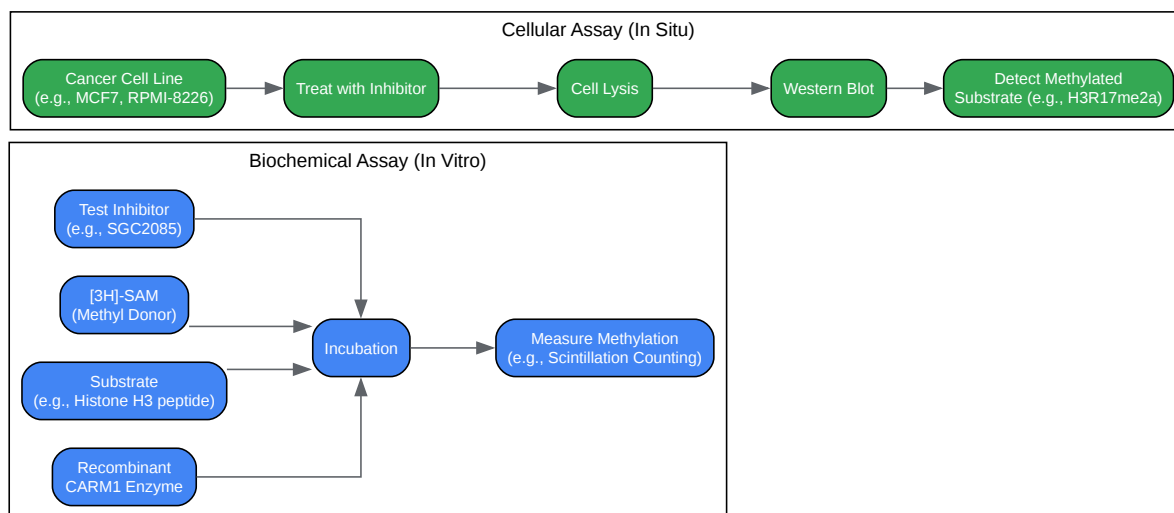 Cellular Assay (In Situ)
Cancer Cell Line
(e.g., MCF7, RPMI-8226)
Treat with Inhibitor
Cell Lysis
Western Blot
Detect Methylated
Substrate (e.g., H3R17me2a)
Biochemical Assay (In Vitro)
Test Inhibitor
(e.g., SGC2085)
[3H]-SAM
(Methyl Donor)
Substrate
(e.g., Histone H3 peptide)
Recombinant
CARM1 Enzyme
Incubation
Measure Methylation
(e.g., Scintillation Counting)